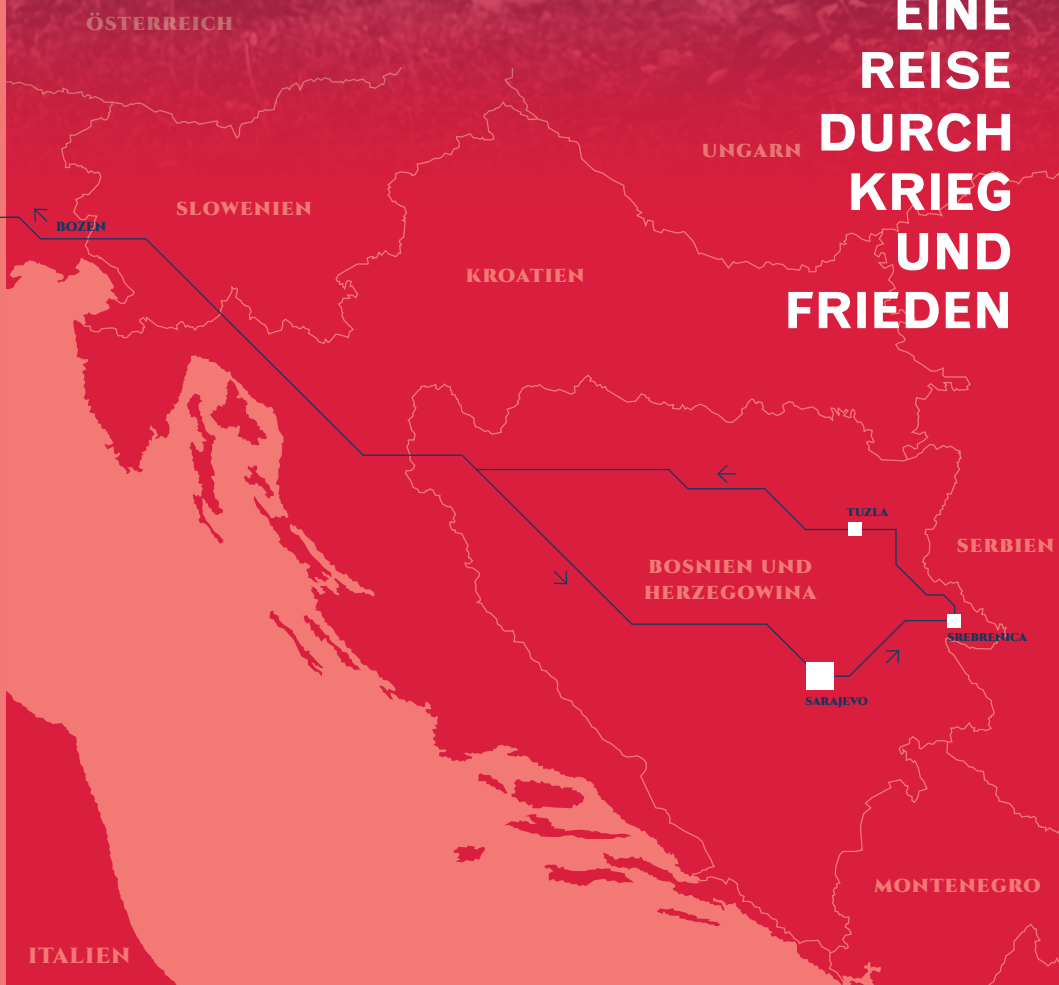 ÖSTERREICH
EINE
REISE
DURCH
KRIEG
UND
FRIEDEN
UNGARN
SLOWENIEN
BOZEN
KROATIEN
TUZLA
SERBIEN
BOSNIEN UND
HERZEGOWINA
SREBRENICA
SARAJEVO
MONTENEGRO
ITALIEN